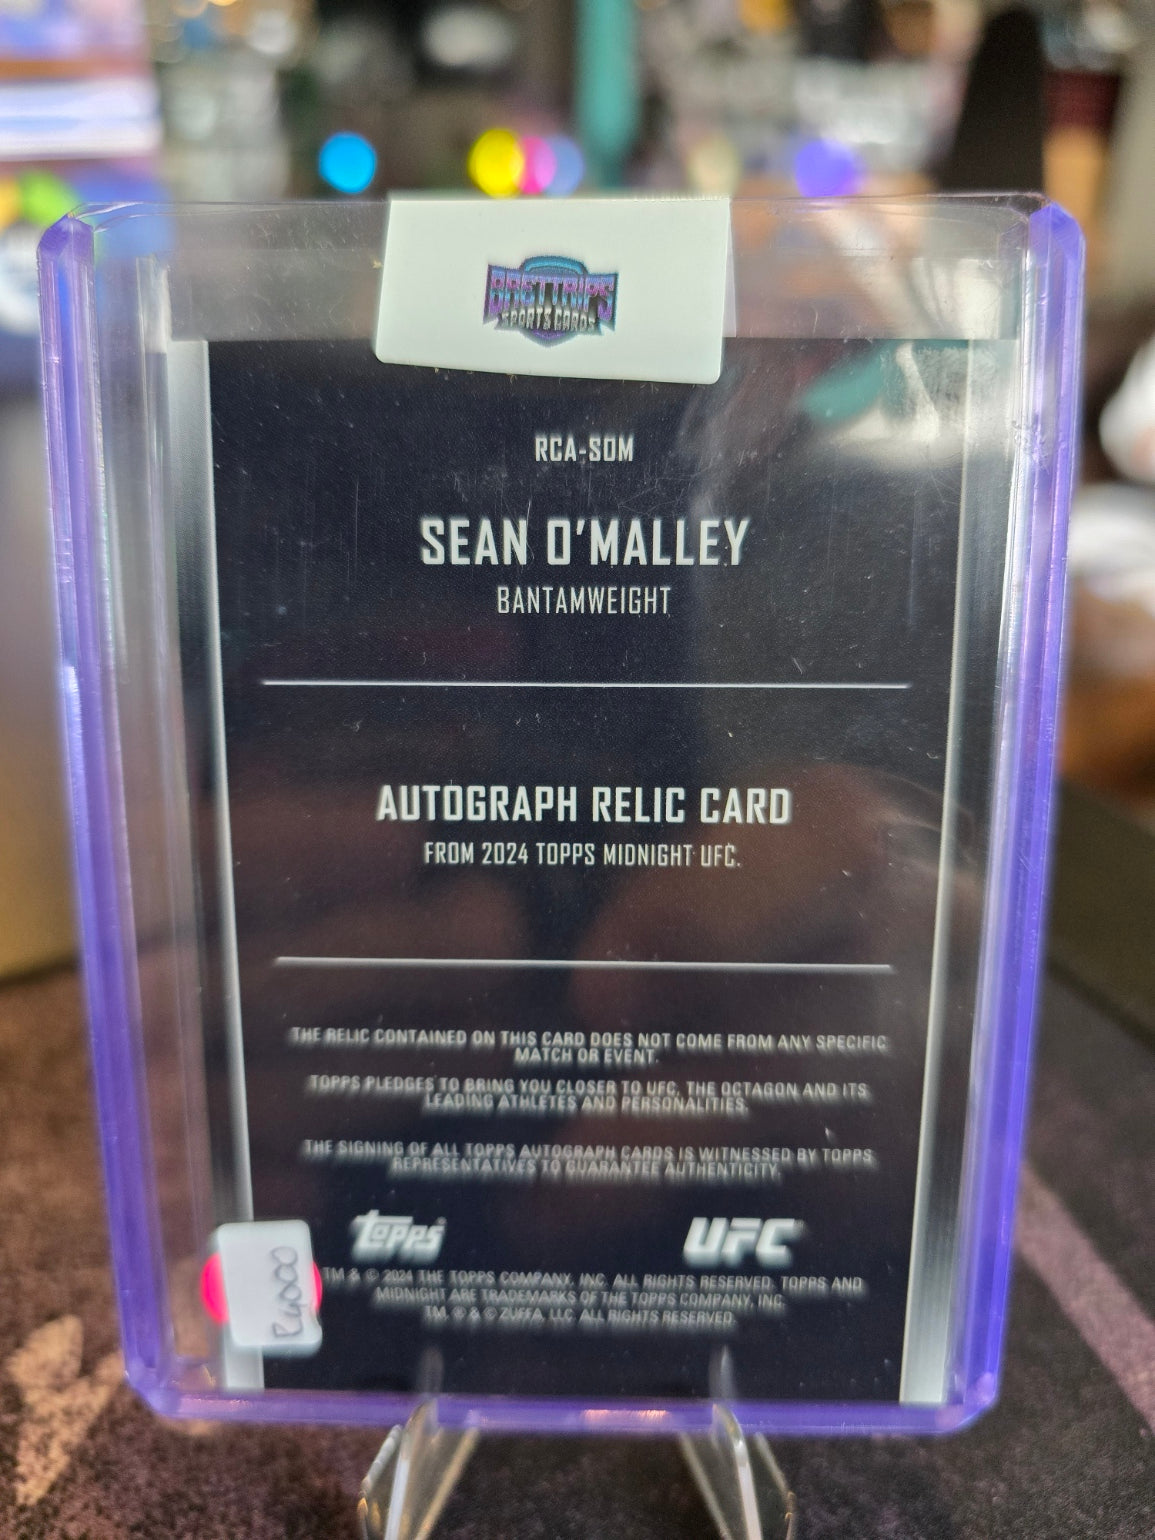 BRETTRIPS
SPORTS CARDS
RCA-SOM
SEAN O'MALLEY
BANTAMWEIGHT
AUTOGRAPH RELIC CARD
FROM 2024 TOPPS MIDNIGHT UFC.
THE RELIC CONTAINED ON THIS CARD DOES NOT COME FROM ANY SPECIFIC
MATCH OR EVENT.
TOPPS PLEDGES TO BRING YOU CLOSER TO UFC, THE OCTAGON AND ITS
LEADING ATHLETES AND PERSONALITIES.
THE SIGNING OF ALL TOPPS AUTOGRAPH CARDS IS WITNESSED BY TOPPS
REPRESENTATIVES TO GUARANTEE AUTHENTICITY.
Topps UFC
R4000
TM & © 2024 THE TOPPS COMPANY, INC. ALL RIGHTS RESERVED. TOPPS AND
MIDNIGHT ARE TRADEMARKS OF THE TOPPS COMPANY, INC.
TM, ® & © ZUFFA, LLC. ALL RIGHTS RESERVED.